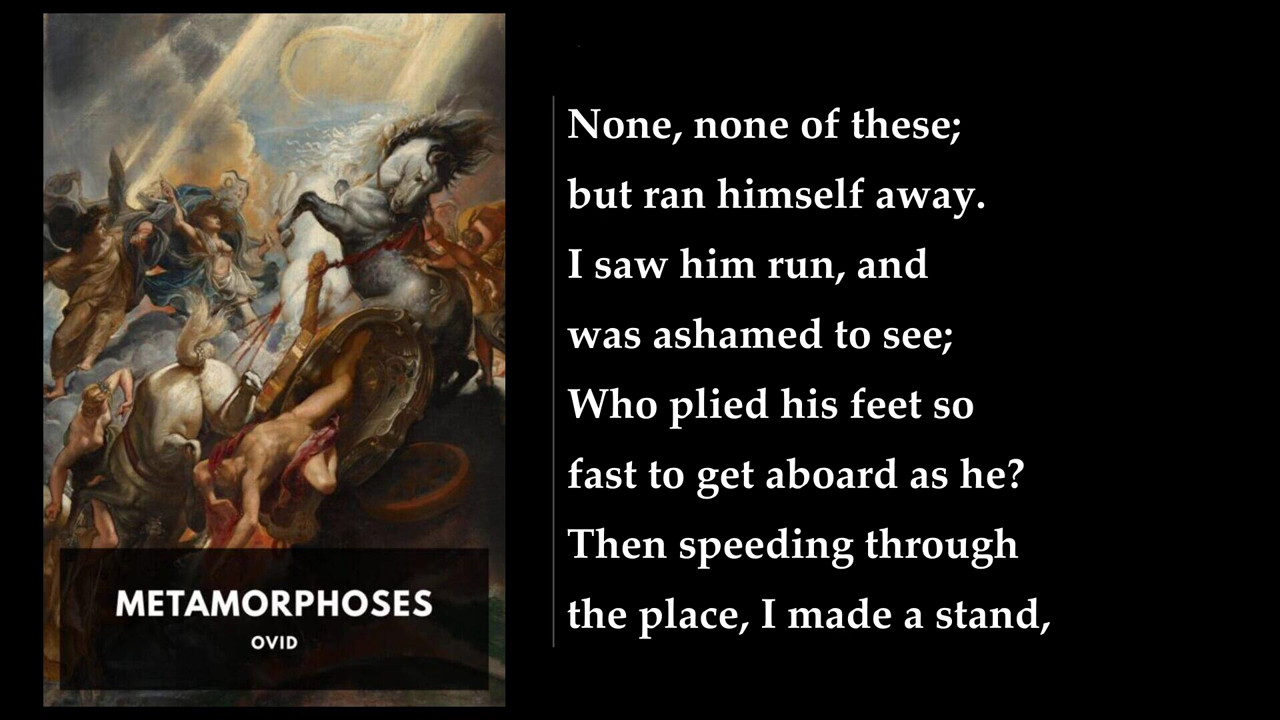 METAMORPHOSES
OVID
None, none of these;
but ran himself away.
I saw him run, and
was ashamed to see;
Who plied his feet so
fast to get aboard as he?
Then speeding through
the place, I made a stand,